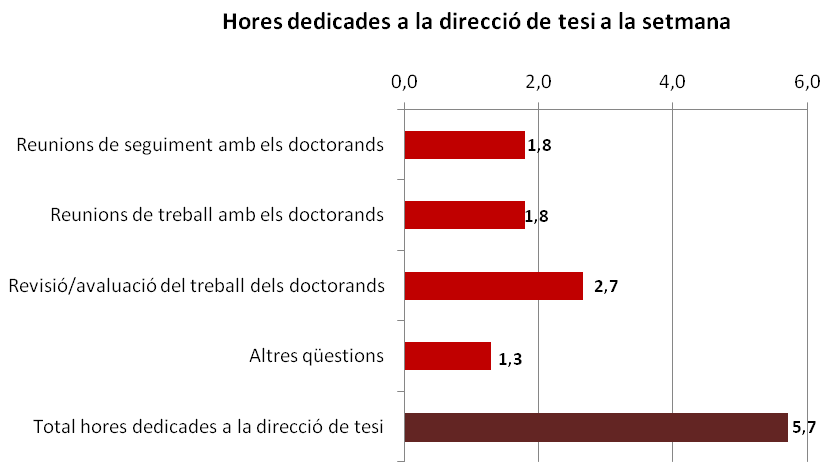 Hores dedicades a la direcció de tesi a la setmana
0,0 2,0 4,0 6,0
Reunions de seguiment amb els doctorands 1,8
Reunions de treball amb els doctorands 1,8
Revisió/avaluació del treball dels doctorands 2,7
Altres qüestions 1,3
Total hores dedicades a la direcció de tesi 5,7